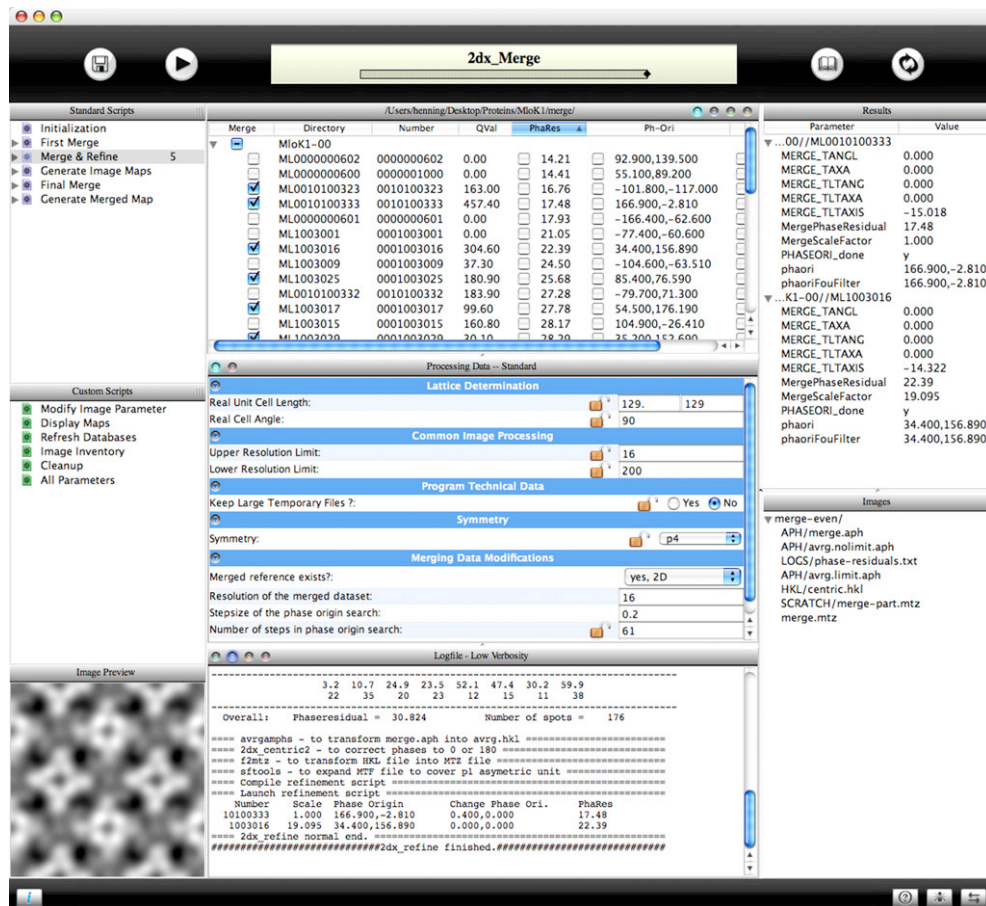 2dx_Merge
Standard Scripts
Initialization
First Merge
Merge & Refine 5
Generate Image Maps
Final Merge
Generate Merged Map
Custom Scripts
Modify Image Parameter
Display Maps
Refresh Databases
Image Inventory
Cleanup
All Parameters
Image Preview
/Users/henning/Desktop/Proteins/MloK1/merge/
Merge Directory Number QVal PhaRes Ph-Ori
MloK1-00
ML0000000602 0000000602 0.00 14.21 92.900,139.500
ML0000000600 0000001000 0.00 14.41 55.100,89.200
ML0010100323 0010100323 163.00 16.76 -101.800,-117.000
ML0010100333 0010100333 457.40 17.48 166.900,-2.810
ML0000000601 0000000601 0.00 17.93 -166.400,-62.600
ML1003001 0001003001 0.00 21.05 -77.400,-60.600
ML1003016 0001003016 304.60 22.39 34.400,156.890
ML1003009 0001003009 37.30 24.50 -104.600,-63.510
ML1003025 0001003025 180.90 25.68 85.400,76.590
ML0010100332 0010100332 183.90 27.28 -79.700,71.300
ML1003017 0001003017 99.60 27.78 54.500,176.190
ML1003015 0001003015 160.80 28.17 104.900,-26.410
ML1003029 0001003029 30.10 28.29 35.200,152.690
Processing Data -- Standard
Lattice Determination
Real Unit Cell Length: 129. 129
Real Cell Angle: 90
Common Image Processing
Upper Resolution Limit: 16
Lower Resolution Limit: 200
Program Technical Data
Keep Large Temporary Files ?: Yes No
Symmetry
Symmetry: p4
Merging Data Modifications
Merged reference exists?: yes, 2D
Resolution of the merged dataset: 16
Stepsize of the phase origin search: 0.2
Number of steps in phase origin search: 61
Logfile - Low Verbosity
3.2 10.7 24.9 23.5 52.1 47.4 30.2 59.9
22 35 20 23 12 15 11 38
Overall: Phaseresidual = 30.824 Number of spots = 176
==== avrgamphs - to transform merge.aph into avrg.hkl ========================
==== 2dx_centric2 - to correct phases to 0 or 180 ============================
==== f2mtz - to transform HKL file into MTZ file =====================
==== sftools - to expand MTF file to cover p1 asymetric unit =================
==== Compile refinement script ===============================================
==== Launch refinement script ================================================
Number Scale Phase Origin Change Phase Ori. PhaRes
10100333 1.000 166.900,-2.810 0.400,0.000 17.48
1003016 19.095 34.400,156.890 0.000,0.000 22.39
==== 2dx_refine normal end. ==================================================
#############################2dx_refine finished.#############################
Results
Parameter Value
...00//ML0010100333
MERGE_TANGL 0.000
MERGE_TAXA 0.000
MERGE_TLTANG 0.000
MERGE_TLTAXA 0.000
MERGE_TLTAXIS -15.018
MergePhaseResidual 17.48
MergeScaleFactor 1.000
PHASEORI_done y
phaori 166.900,-2.810
phaoriFouFilter 166.900,-2.810
...K1-00//ML1003016
MERGE_TANGL 0.000
MERGE_TAXA 0.000
MERGE_TLTANG 0.000
MERGE_TLTAXA 0.000
MERGE_TLTAXIS -14.322
MergePhaseResidual 22.39
MergeScaleFactor 19.095
PHASEORI_done y
phaori 34.400,156.890
phaoriFouFilter 34.400,156.890
Images
merge-even/
APH/merge.aph
APH/avrg.nolimit.aph
LOGS/phase-residuals.txt
APH/avrg.limit.aph
HKL/centric.hkl
SCRATCH/merge-part.mtz
merge.mtz